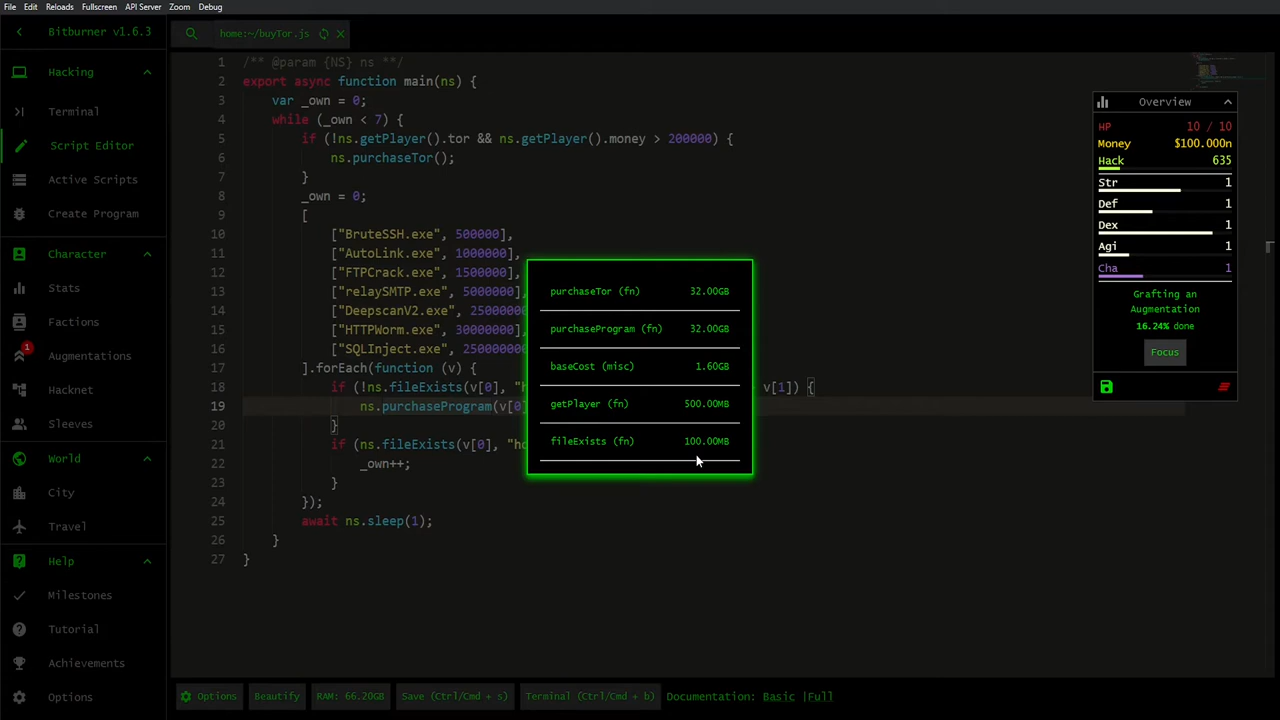 File Edit Reloads Fullscreen API Server Zoom Debug
Bitburner v1.6.3
Hacking
Terminal
Script Editor
Active Scripts
Create Program
Character
Stats
Factions
1
Augmentations
Hacknet
Sleeves
World
City
Travel
Help
Milestones
Tutorial
Achievements
Options
home:~/buyTor.js
1 /** @param {NS} ns **/
2 export async function main(ns) {
3 var _own = 0;
4 while (_own < 7) {
5 if (!ns.getPlayer().tor && ns.getPlayer().money > 200000) {
6 ns.purchaseTor();
7 }
8 _own = 0;
9 [
10 ["BruteSSH.exe", 500000],
11 ["AutoLink.exe", 1000000],
12 ["FTPCrack.exe", 1500000],
13 ["relaySMTP.exe", 5000000],
14 ["DeepscanV2.exe", 25000000
15 ["HTTPWorm.exe", 30000000],
16 ["SQLInject.exe", 250000000
17 ].forEach(function (v) {
18 if (!ns.fileExists(v[0], "h v[1]) {
19 ns.purchaseProgram(v[0]
20 }
21 if (ns.fileExists(v[0], "ho
22 _own++;
23 }
24 });
25 await ns.sleep(1);
26 }
27 }
purchaseTor (fn) 32.00GB
purchaseProgram (fn) 32.00GB
baseCost (misc) 1.60GB
getPlayer (fn) 500.00MB
fileExists (fn) 100.00MB
Overview
HP 10 / 10
Money $100.000n
Hack 635
Str 1
Def 1
Dex 1
Agi 1
Cha 1
Grafting an
Augmentation
16.24% done
Focus
Options Beautify RAM: 66.20GB Save (Ctrl/Cmd + s) Terminal (Ctrl/Cmd + b) Documentation: Basic |Full